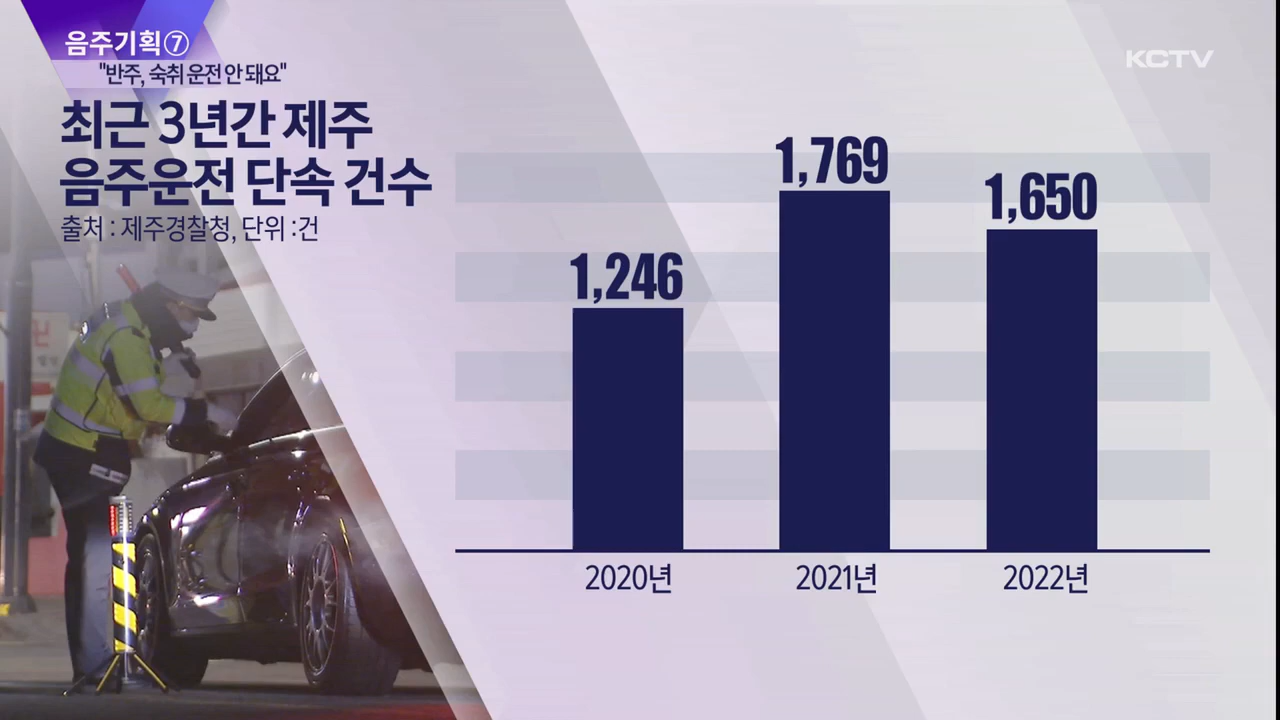 음주기획⑦
"반주, 숙취 운전 안 돼요"
최근 3년간 제주
음주운전 단속 건수
출처 : 제주경찰청, 단위 :건
KCTV
1,246
1,769
1,650
2020년
2021년
2022년